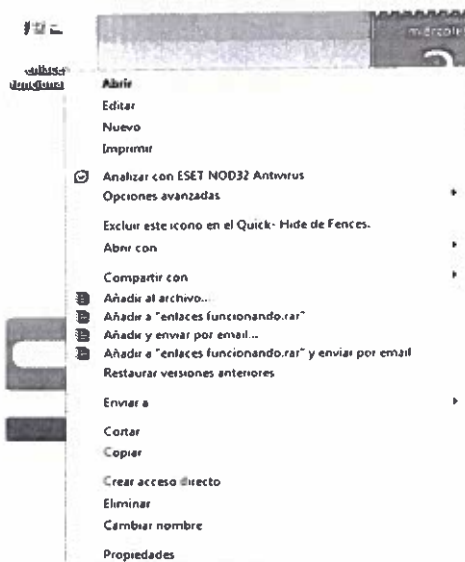 miércoles
enlaces
funciona
Abrir
Editar
Nuevo
Imprimir
Analizar con ESET NOD32 Antivirus
Opciones avanzadas
Excluir este icono en el Quick-Hide de Fences.
Abrir con
Compartir con
Añadir al archivo...
Añadir a "enlaces funcionando.rar"
Añadir y enviar por email...
Añadir a "enlaces funcionando.rar" y enviar por email
Restaurar versiones anteriores
Enviar a
Cortar
Copiar
Crear acceso directo
Eliminar
Cambiar nombre
Propiedades